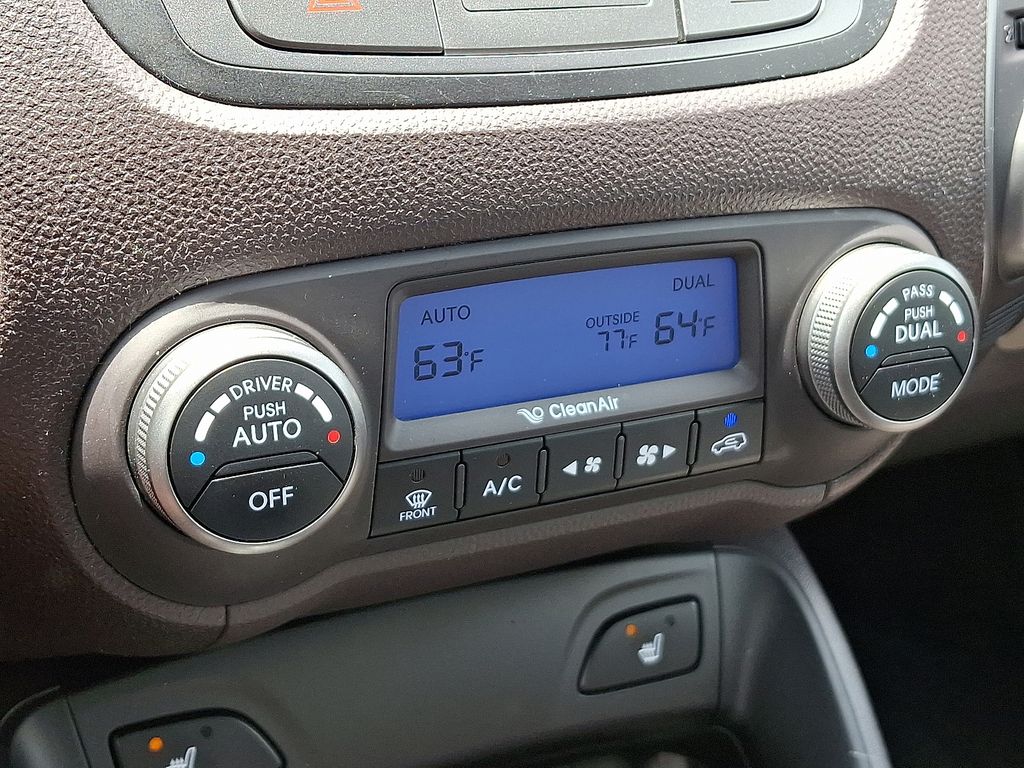 AUTO DUAL
63°F OUTSIDE 77°F 64°F
CleanAir
DRIVER
PUSH
AUTO
OFF
FRONT
A/C
PASS
PUSH
DUAL
MODE